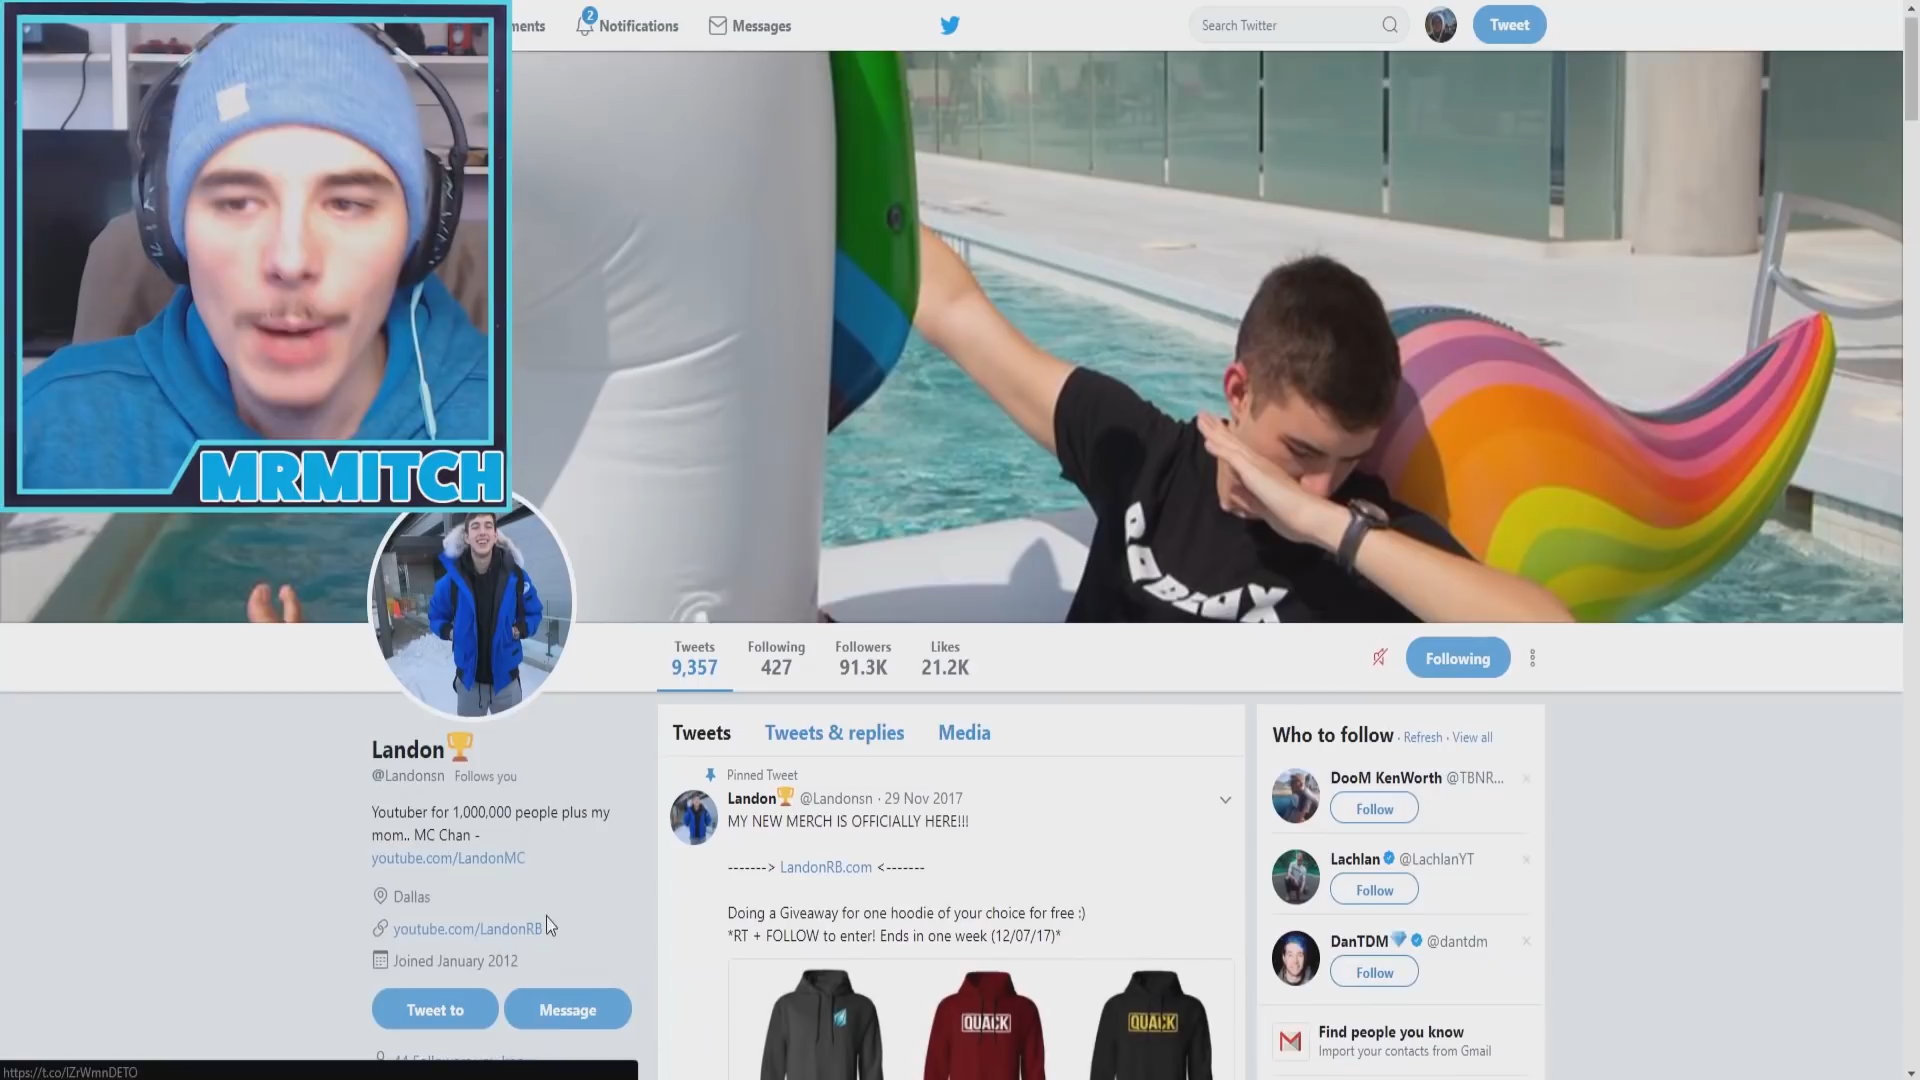 ments
2
Notifications
Messages
Search Twitter
Tweet
MRMITCH
ROBLOX
Tweets
9,357
Following
427
Followers
91.3K
Likes
21.2K
Following
Landon🏆
@Landonsn Follows you
Youtuber for 1,000,000 people plus my
mom.. MC Chan -
youtube.com/LandonMC
Dallas
youtube.com/LandonRB
Joined January 2012
Tweet to
Message
Tweets Tweets & replies Media
Pinned Tweet
Landon🏆 @Landonsn · 29 Nov 2017
MY NEW MERCH IS OFFICIALLY HERE!!!
-------> LandonRB.com <-------
Doing a Giveaway for one hoodie of your choice for free :)
*RT + FOLLOW to enter! Ends in one week (12/07/17)*
QUACK
QUACK
Who to follow · Refresh · View all
DooM KenWorth @TBNR...
Follow
Lachlan @LachlanYT
Follow
DanTDM💎 @dantdm
Follow
Find people you know
Import your contacts from Gmail
https://t.co/lZrWmnDETO